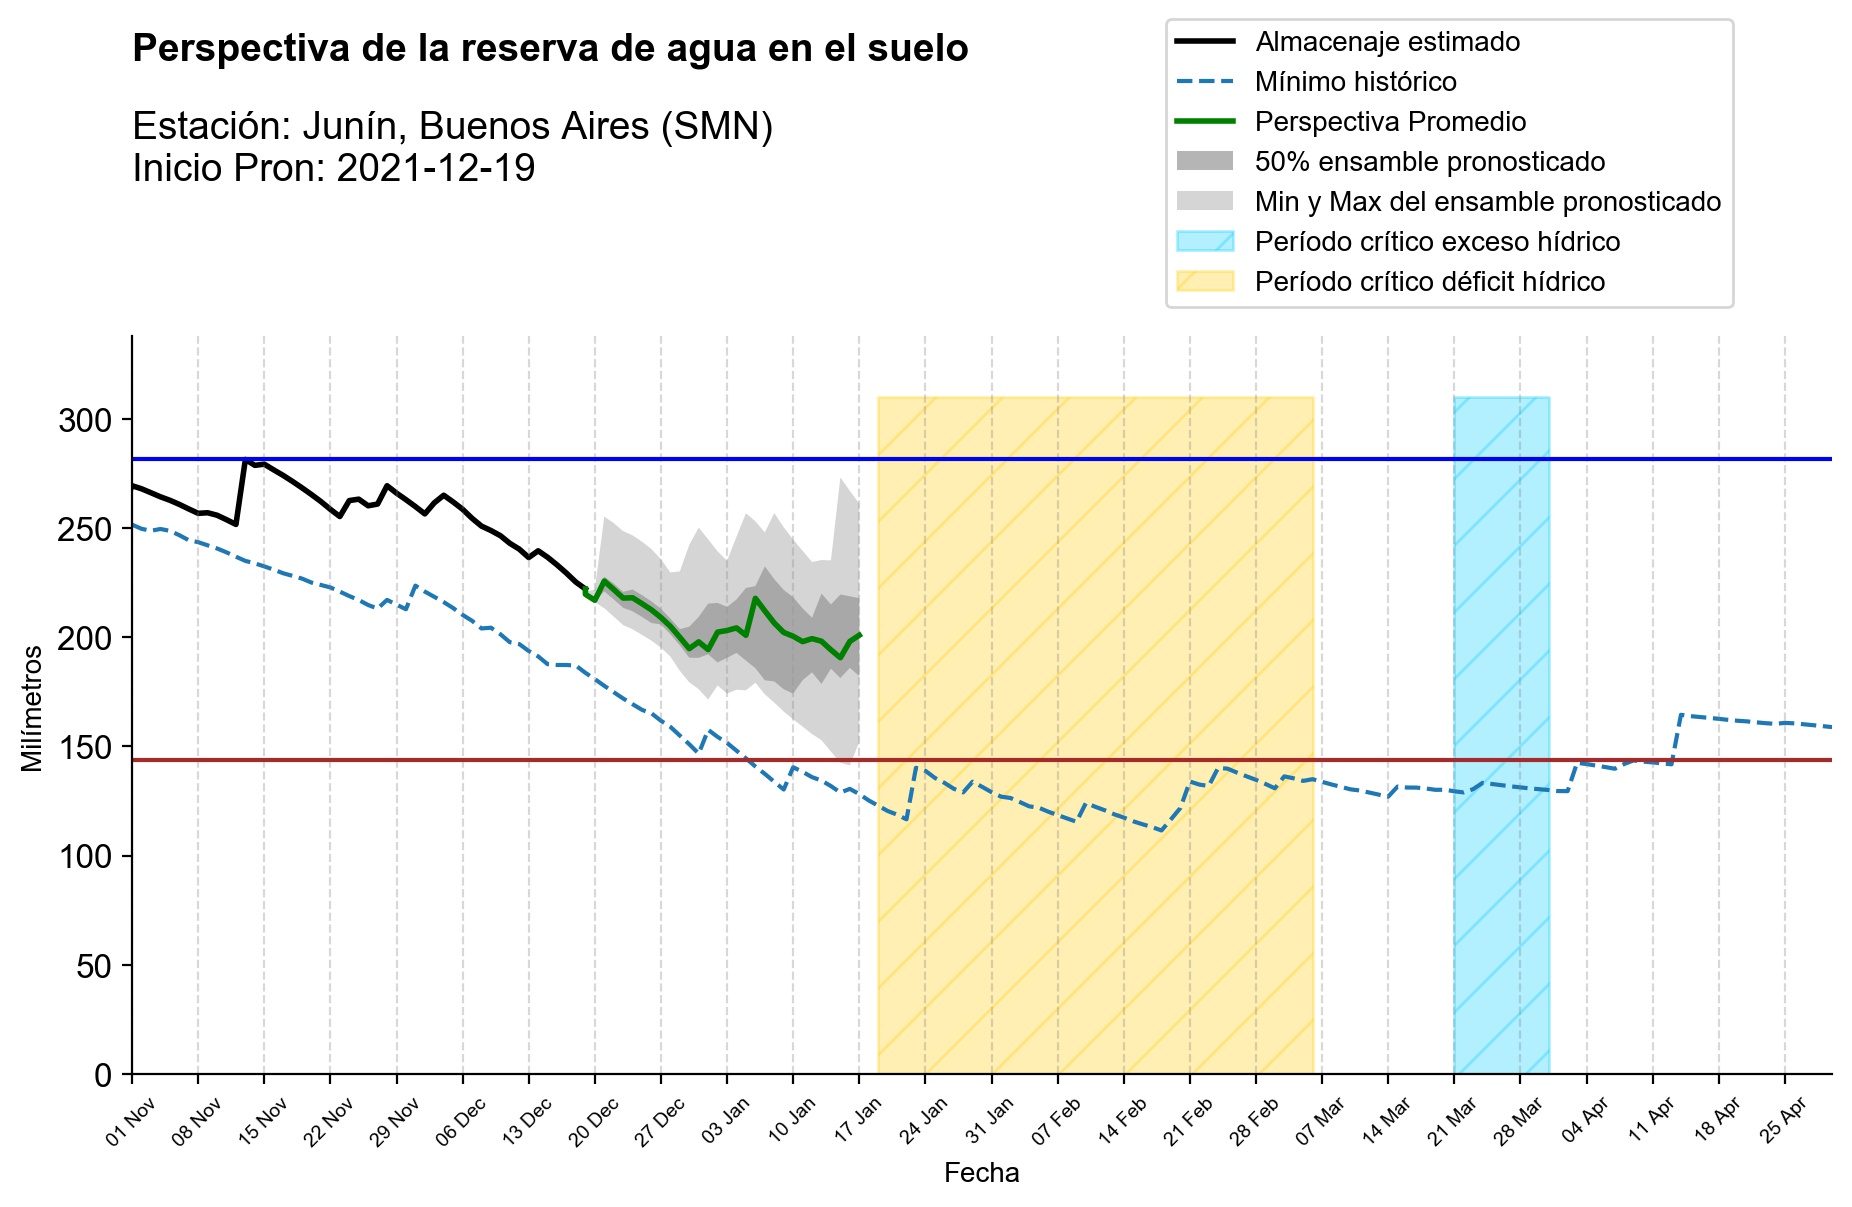 Perspectiva de la reserva de agua en el suelo
Estación: Junín, Buenos Aires (SMN)
Inicio Pron: 2021-12-19
Almacenaje estimado
Mínimo histórico
Perspectiva Promedio
50% ensamble pronosticado
Min y Max del ensamble pronosticado
Período crítico exceso hídrico
Período crítico déficit hídrico
Milímetros
300
250
200
150
100
50
0
01 Nov
08 Nov
15 Nov
22 Nov
29 Nov
06 Dec
13 Dec
20 Dec
27 Dec
03 Jan
10 Jan
17 Jan
24 Jan
31 Jan
07 Feb
14 Feb
21 Feb
28 Feb
07 Mar
14 Mar
21 Mar
28 Mar
04 Apr
11 Apr
18 Apr
25 Apr
Fecha